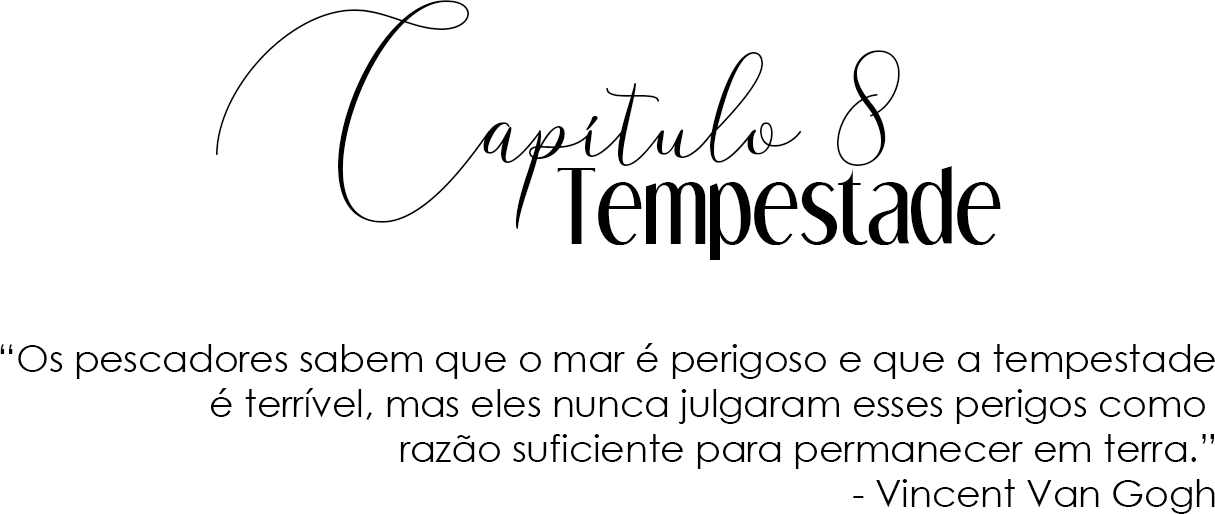 Capítulo 8
Tempestade
“Os pescadores sabem que o mar é perigoso e que a tempestade
é terrível, mas eles nunca julgaram esses perigos como
razão suficiente para permanecer em terra.”
- Vincent Van Gogh